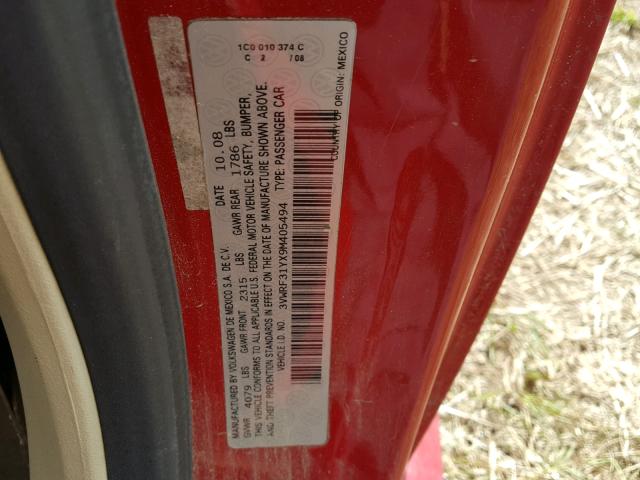 MANUFACTURED BY VOLKSWAGEN DE MEXICO S.A. DE C.V. DATE 10.08
GVWR 4079 LBS GAWR FRONT 2315 LBS GAWR REAR 1786 LBS
THIS VEHICLE CONFORMS TO ALL APPLICABLE U.S. FEDERAL MOTOR VEHICLE SAFETY, BUMPER,
AND THEFT PREVENTION STANDARDS IN EFFECT ON THE DATE OF MANUFACTURE SHOWN ABOVE.
VEHICLE I.D. NO. 3VWRF31YX9M405494 TYPE: PASSENGER CAR
COUNTRY OF ORIGIN: MEXICO
1C0 010 374 C
C 2 /08